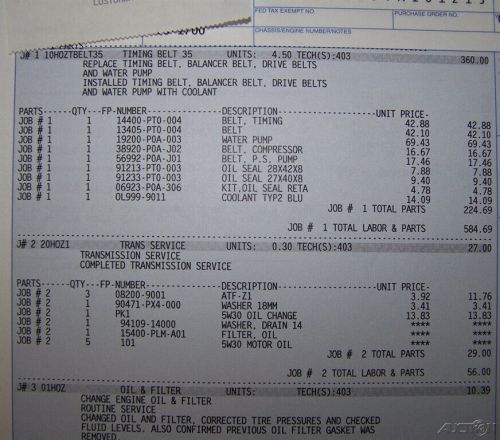 FED TAX EXEMPT NO.
PURCHASE ORDER NO.
CHASSIS/ENGINE NUMBER/NOTES
J# 1 10HOZTBELT35 TIMING BELT 35 UNITS: 4.50 TECH(S):403 360.00
REPLACE TIMING BELT, BALANCER BELT, DRIVE BELTS
AND WATER PUMP
INSTALLED TIMING BELT, BALANCER BELT, DRIVE BELTS
AND WATER PUMP WITH COOLANT
PARTS------QTY---FP-NUMBER---------------DESCRIPTION--------------------UNIT PRICE-
JOB # 1 1 14400-PT0-004 BELT, TIMING 42.88 42.88
JOB # 1 1 13405-PT0-004 BELT 42.10 42.10
JOB # 1 1 19200-P0A-003 WATER PUMP 69.43 69.43
JOB # 1 1 38920-P0A-J02 BELT, COMPRESSOR 16.67 16.67
JOB # 1 1 56992-P0A-J01 BELT, P.S. PUMP 17.46 17.46
JOB # 1 1 91213-PT0-003 OIL SEAL 28X42X8 7.88 7.88
JOB # 1 1 91233-PT0-003 OIL SEAL 27X40X8 9.40 9.40
JOB # 1 1 06923-P0A-306 KIT,OIL SEAL RETA 4.78 4.78
JOB # 1 1 OL999-9011 COOLANT TYP2 BLU 14.09 14.09
JOB # 1 TOTAL PARTS 224.69
JOB # 1 TOTAL LABOR & PARTS 584.69
J# 2 20HOZ1 TRANS SERVICE UNITS: 0.30 TECH(S):403 27.00
TRANSMISSION SERVICE
COMPLETED TRANSMISSION SERVICE
PARTS------QTY---FP-NUMBER---------------DESCRIPTION--------------------UNIT PRICE-
JOB # 2 3 08200-9001 ATF-Z1 3.92 11.76
JOB # 2 1 90471-PX4-000 WASHER 18MM 3.41 3.41
JOB # 2 1 PK1 5W30 OIL CHANGE 13.83 13.83
JOB # 2 1 94109-14000 WASHER, DRAIN 14 **** ****
JOB # 2 1 15400-PLM-A01 FILTER, OIL **** ****
JOB # 2 5 101 5W30 MOTOR OIL **** ****
JOB # 2 TOTAL PARTS 29.00
JOB # 2 TOTAL LABOR & PARTS 56.00
J# 3 01HOZ OIL & FILTER UNITS: TECH(S):403 10.39
CHANGE ENGINE OIL & FILTER
ROUTINE SERVICE
CHANGED OIL AND FILTER, CORRECTED TIRE PRESSURES AND CHECKED
FLUID LEVELS. ALSO CONFIRMED PREVIOUS OIL FILTER GASKET WAS
REMOVED.